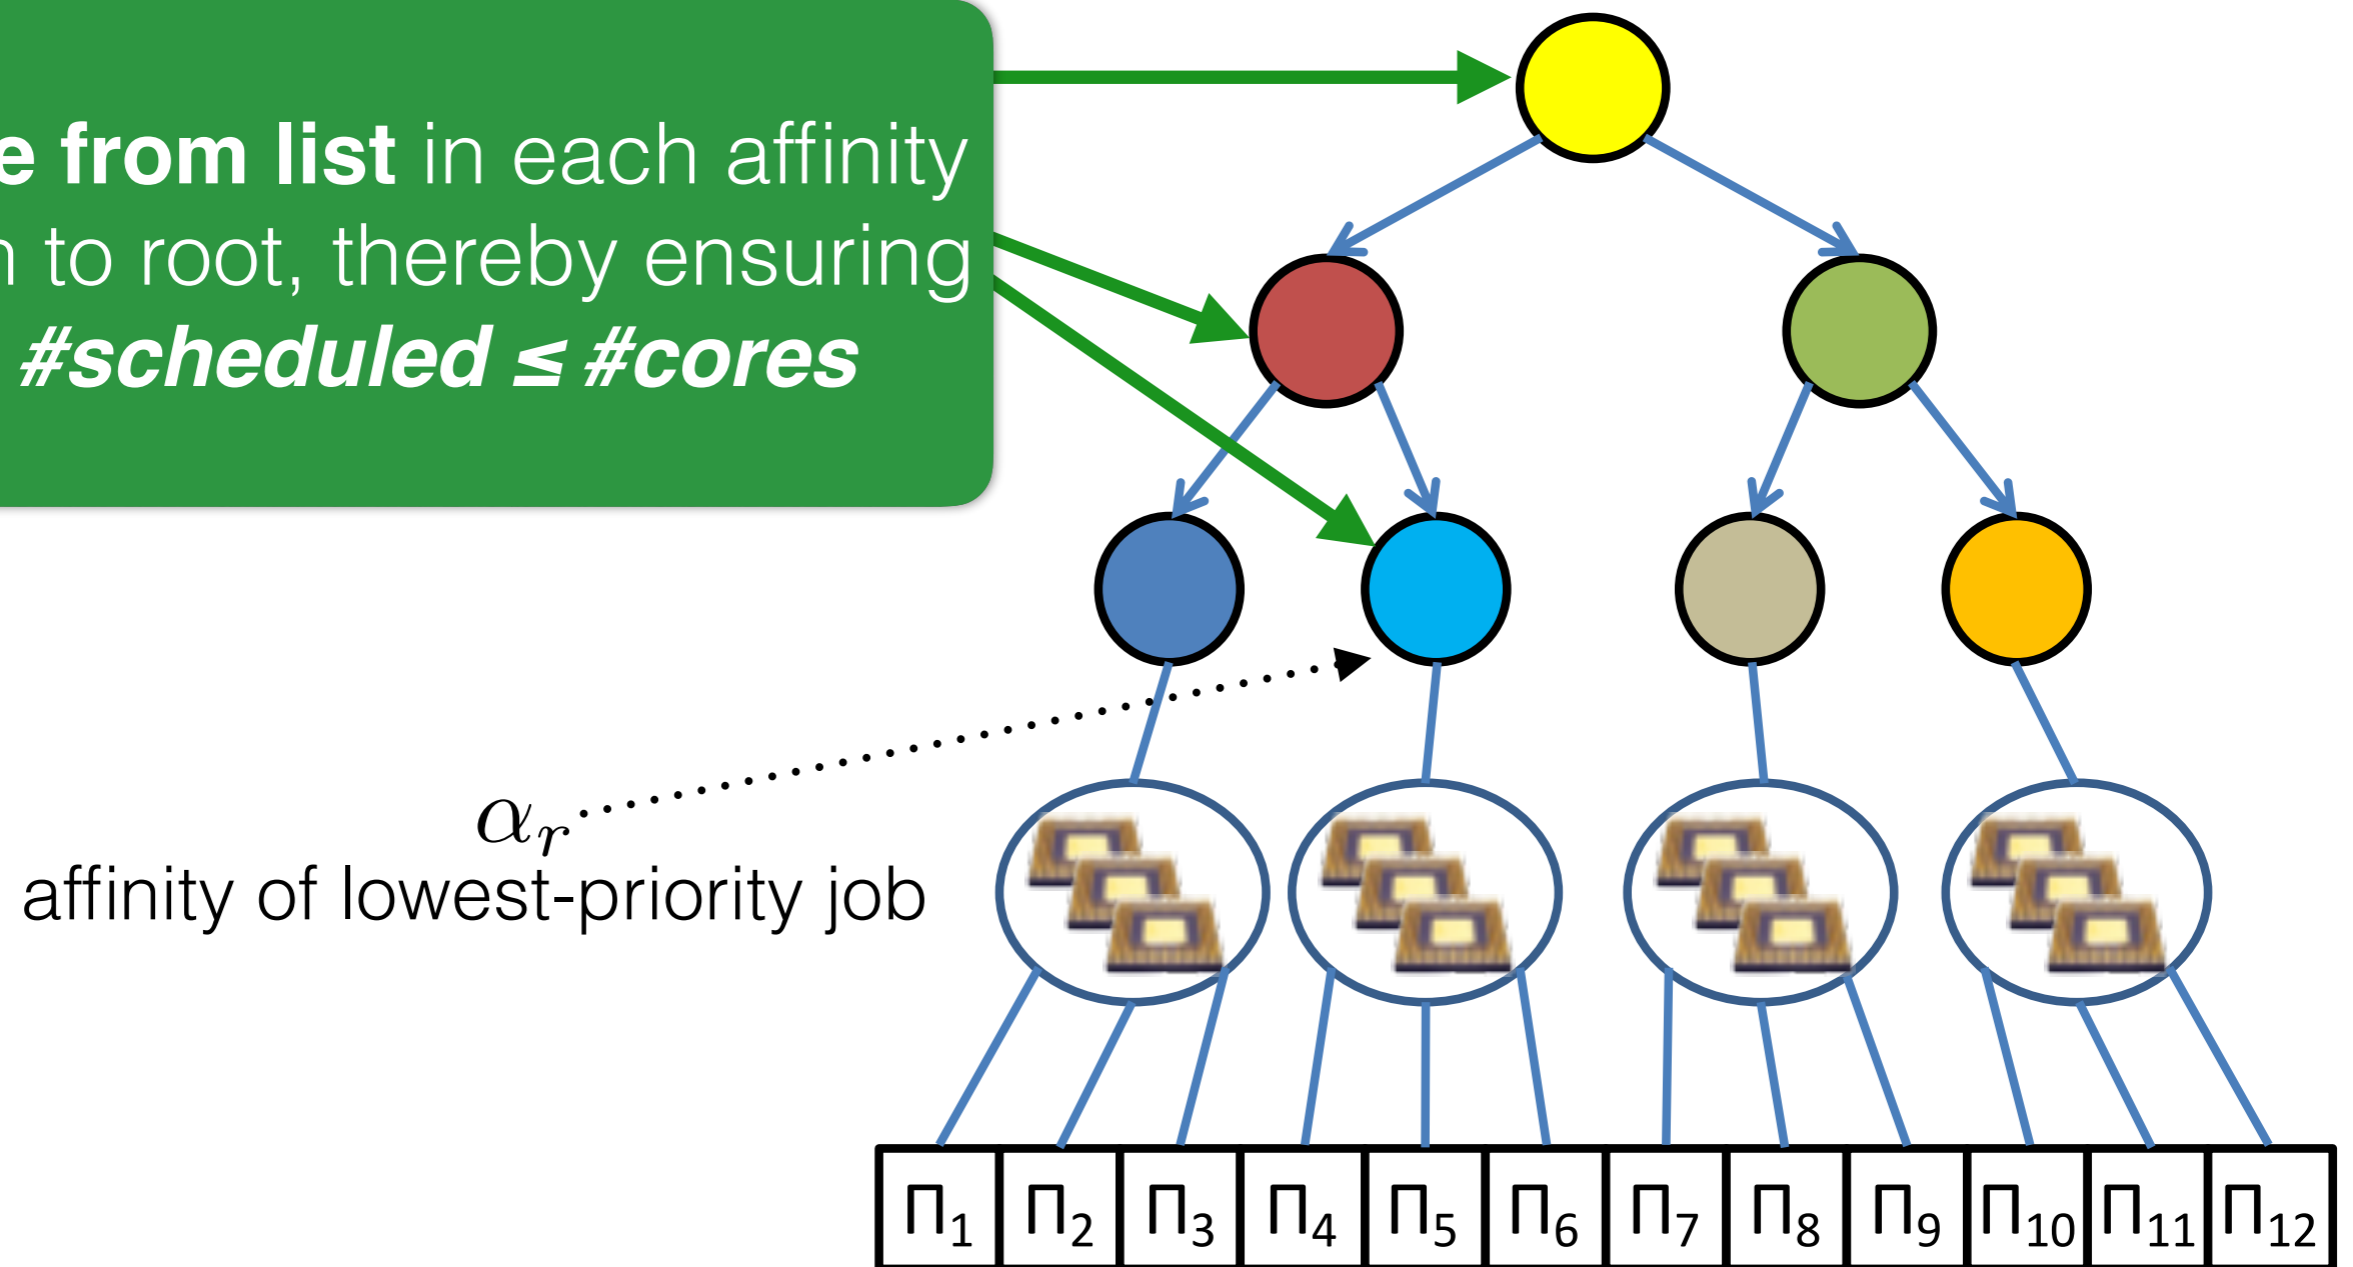 from list in each affinity
to root, thereby ensuring
#scheduled ≤ #cores
αr
affinity of lowest-priority job
Π1 Π2 Π3 Π4 Π5 Π6 Π7 Π8 Π9 Π10 Π11 Π12